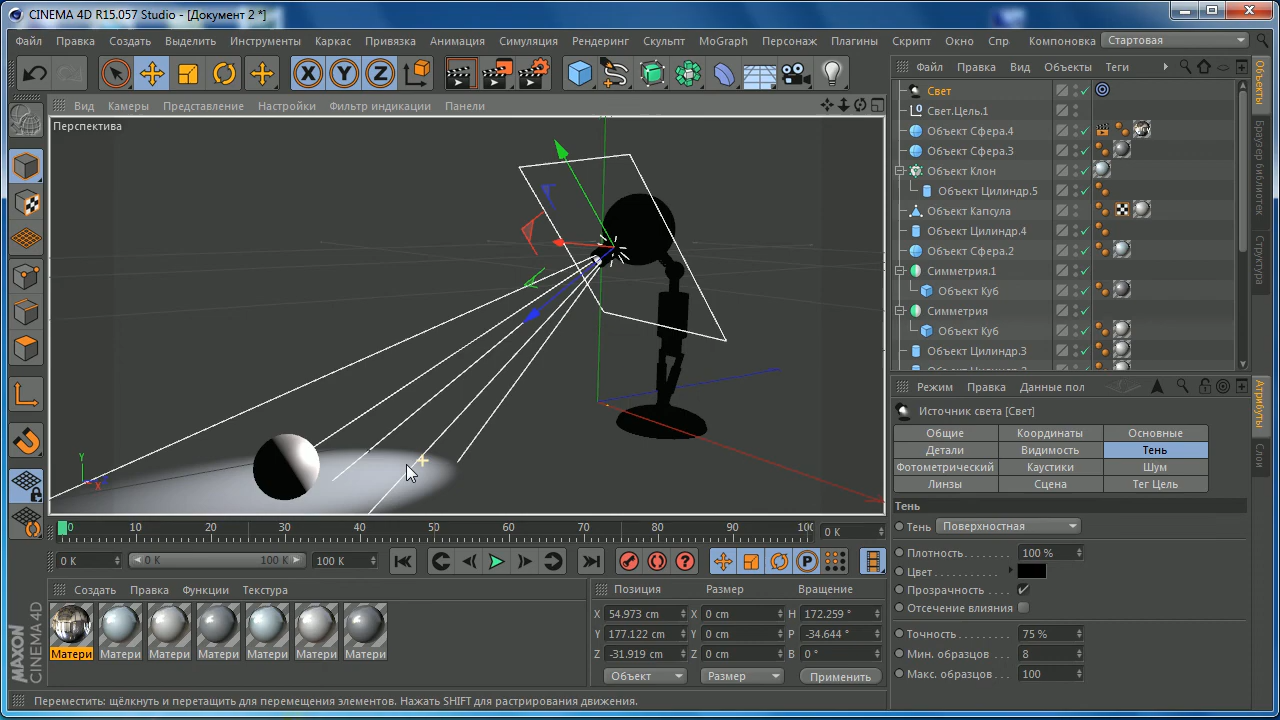 CINEMA 4D R15.057 Studio - [Документ 2 *]
Файл Правка Создать Выделить Инструменты Каркас Привязка Анимация Симуляция Рендеринг Скульпт MoGraph Персонаж Плагины Скрипт Окно Спр Компоновка Стартовая
X Y Z
Вид Камеры Представление Настройки Фильтр индикации Панели
Перспектива
Y
X
0 10 20 30 40 50 60 70 80 90 10 0 K
0 K 0 K 100 K 100 K
P
Создать Правка Функции Текстура
Матери Матери Матери Матери Матери Матери Матери
MAXON
CINEMA 4D
Позиция Размер Вращение
X 54.973 cm X 0 cm H 172.259 °
Y 177.122 cm Y 0 cm P -34.644 °
Z -31.919 cm Z 0 cm B 0 °
Объект Размер Применить
Переместить: щёлкнуть и перетащить для перемещения элементов. Нажать SHIFT для растрирования движения.
Файл Правка Вид Объекты Теги
Свет
Свет.Цель.1
Объект Сфера.4
Объект Сфера.3
Объект Клон
Объект Цилиндр.5
Объект Капсула
Объект Цилиндр.4
Объект Сфера.2
Симметрия.1
Объект Куб
Симметрия
Объект Куб
Объект Цилиндр.3
Объекты
Браузер библиотек
Структура
Режим Правка Данные пол
Источник света [Свет]
Общие Координаты Основные
Детали Видимость Тень
Фотометрический Каустики Шум
Линзы Сцена Тег Цель
Тень
Тень Поверхностная
Плотность 100 %
Цвет
Прозрачность
Отсечение влияния
Точность 75 %
Мин. образцов 8
Макс. образцов 100
Атрибуты
Слои